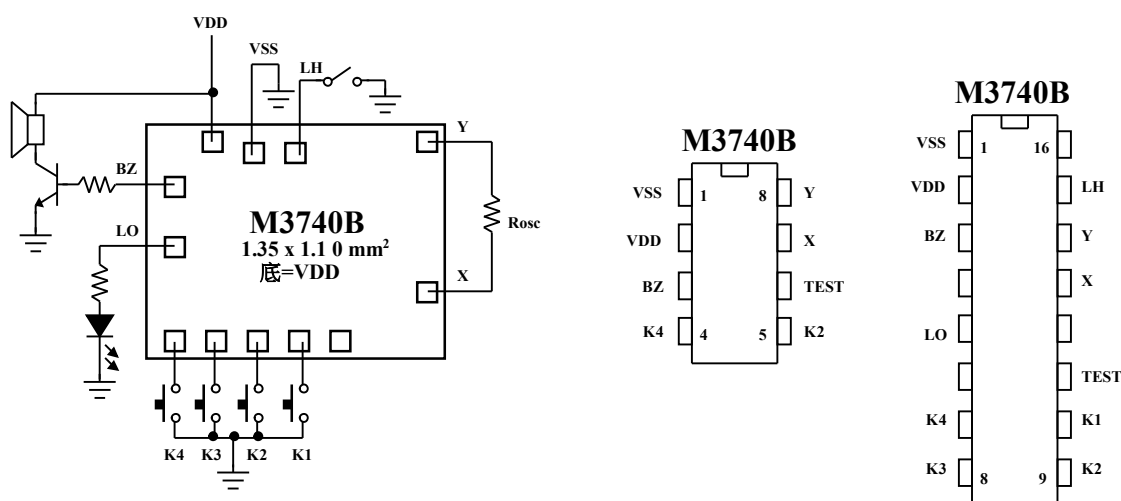 VDD
VSS
LH
Y
BZ
M3740B
1.35 x 1.1 0 mm²
底=VDD
Rosc
LO
X
K4 K3 K2 K1
M3740B
VSS 1 8 Y
VDD X
BZ TEST
K4 4 5 K2
M3740B
VSS 1 16
VDD LH
BZ Y
X
LO
TEST
K4 K1
K3 8 9 K2